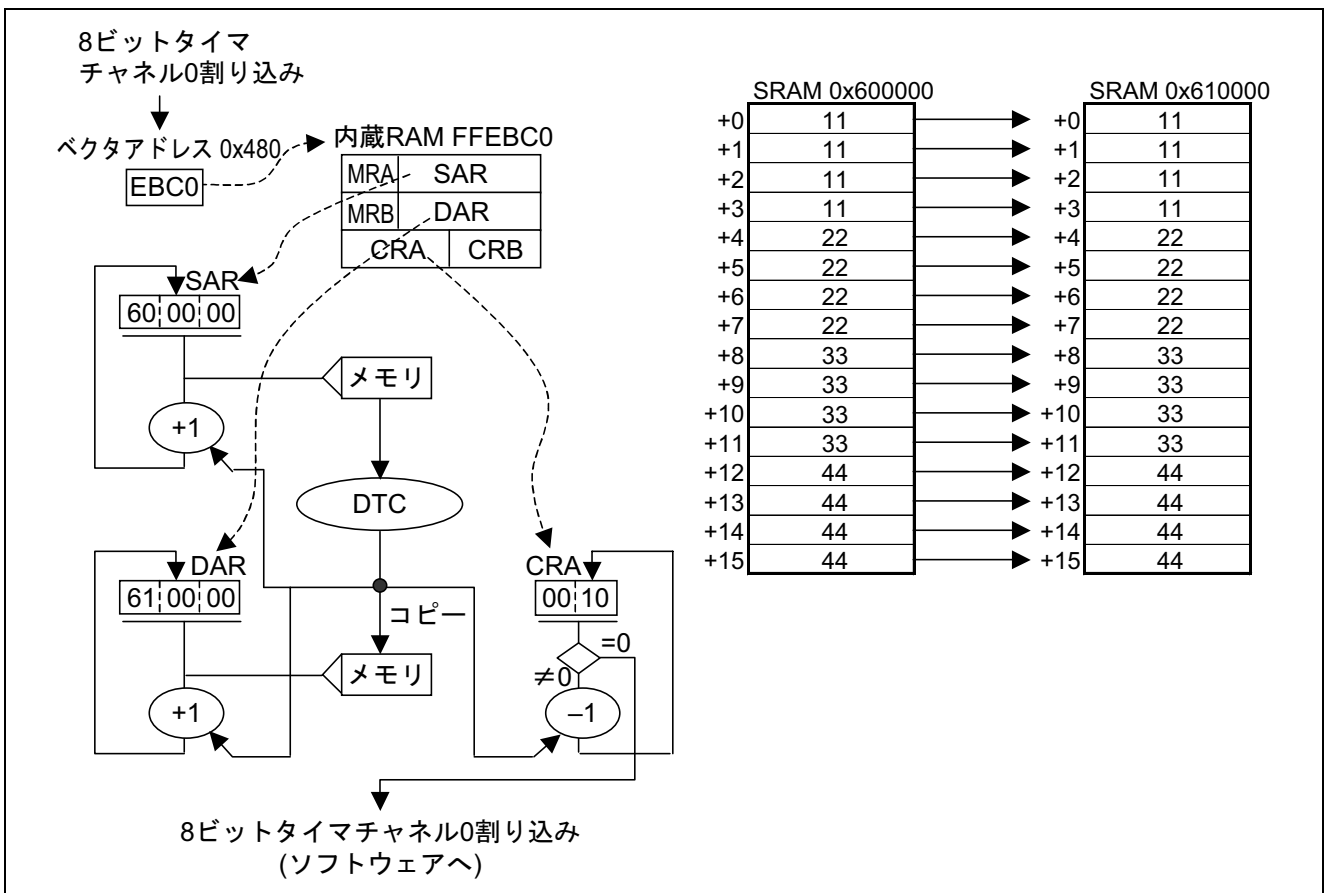 8ビットタイマ
チャネル0割り込み
ベクタアドレス 0x480
EBC0
内蔵RAM FFEBC0
MRA SAR
MRB DAR
CRA CRB
SAR
60 00 00
+1
メモリ
DTC
DAR
61 00 00
+1
コピー
メモリ
CRA
00 10
=0
≠0
–1
8ビットタイマチャネル0割り込み
(ソフトウェアへ)
SRAM 0x600000 SRAM 0x610000
+0 11 +0 11
+1 11 +1 11
+2 11 +2 11
+3 11 +3 11
+4 22 +4 22
+5 22 +5 22
+6 22 +6 22
+7 22 +7 22
+8 33 +8 33
+9 33 +9 33
+10 33 +10 33
+11 33 +11 33
+12 44 +12 44
+13 44 +13 44
+14 44 +14 44
+15 44 +15 44